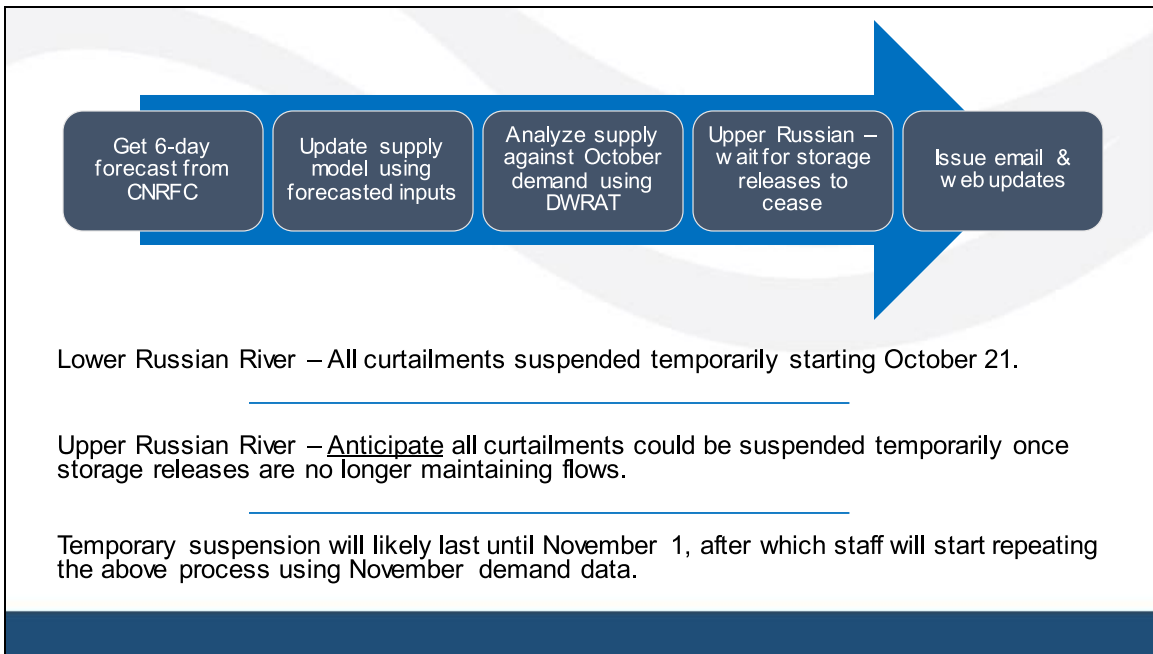 Get 6-day
forecast from
CNRFC
Update supply
model using
forecasted inputs
Analyze supply
against October
demand using
DWRAT
Upper Russian –
wait for storage
releases to
cease
Issue email &
web updates
Lower Russian River – All curtailments suspended temporarily starting October 21.
Upper Russian River – Anticipate all curtailments could be suspended temporarily once
storage releases are no longer maintaining flows.
Temporary suspension will likely last until November 1, after which staff will start repeating
the above process using November demand data.